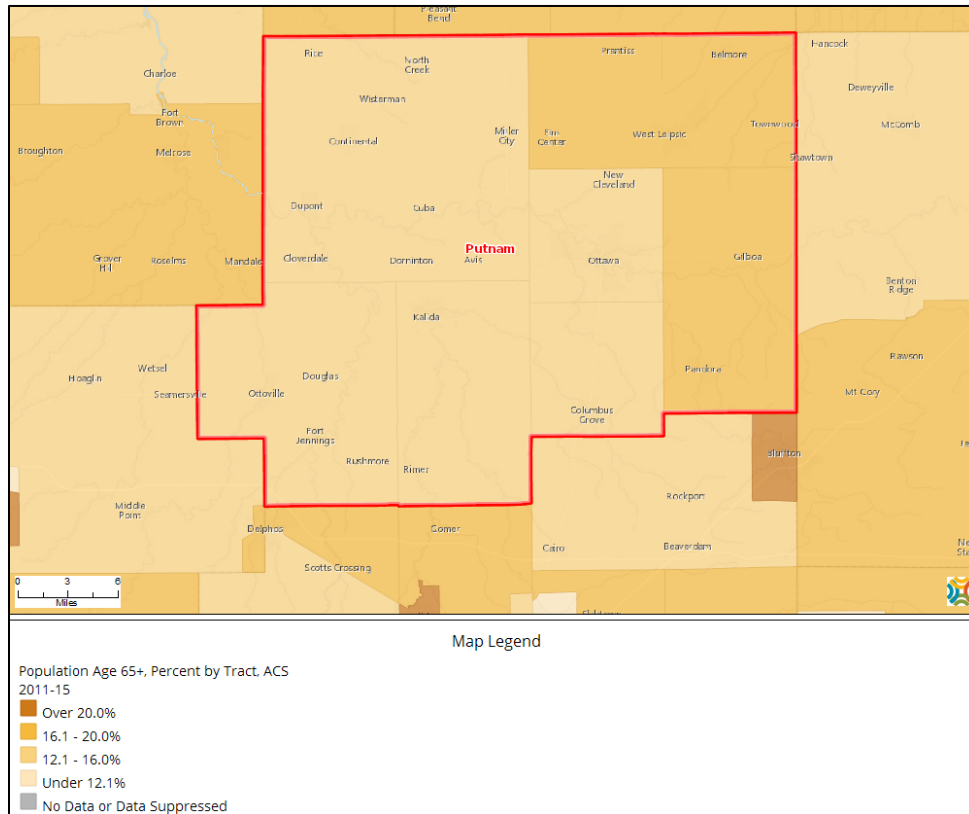 Pleasant
Bend
Rice
North
Creek
Prentiss
Belmore
Hancock
Charloe
Deweyville
Wisterman
Fort
Brown
Townwood
McComb
Broughton
Melrose
Continental
Miller
City
Elm
Center
West Leipsic
Shawtown
New
Cleveland
Dupont
Cuba
Putnam
Grover
Hill
Roselms
Mandale
Cloverdale
Dorninton
Avis
Ottawa
Gilboa
Benton
Ridge
Kalida
Rawson
Wetsel
Hoaglin
Douglas
Pandora
Scamersville
Ottoville
Mt Cory
Columbus
Grove
Fort
Jennings
Rushmore
Rimer
Bluffton
Rockport
Middle
Point
Delphos
Gomer
Cairo
Beaverdam
Scotts Crossing
0 3 6
Miles
Map Legend
Population Age 65+, Percent by Tract, ACS
2011-15
Over 20.0%
16.1 - 20.0%
12.1 - 16.0%
Under 12.1%
No Data or Data Suppressed